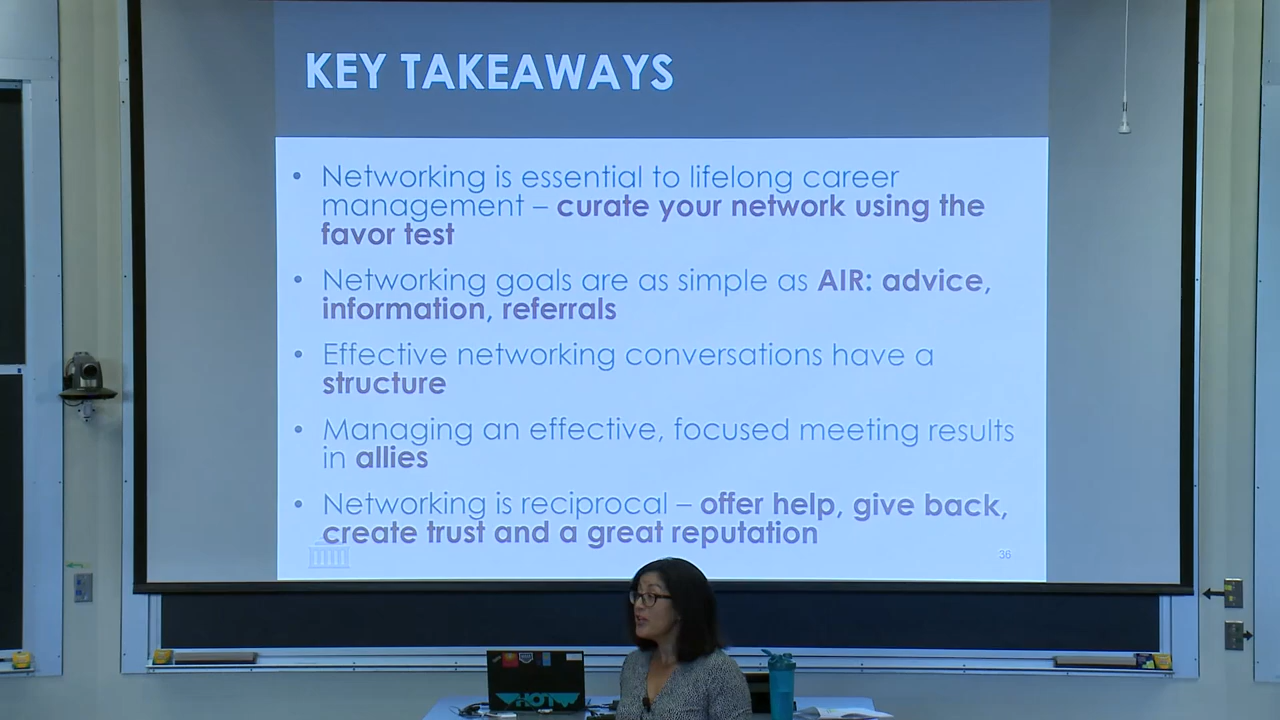 KEY TAKEAWAYS
• Networking is essential to lifelong career
management – curate your network using the
favor test
• Networking goals are as simple as AIR: advice,
information, referrals
• Effective networking conversations have a
structure
• Managing an effective, focused meeting results
in allies
• Networking is reciprocal – offer help, give back,
create trust and a great reputation
36
HOT